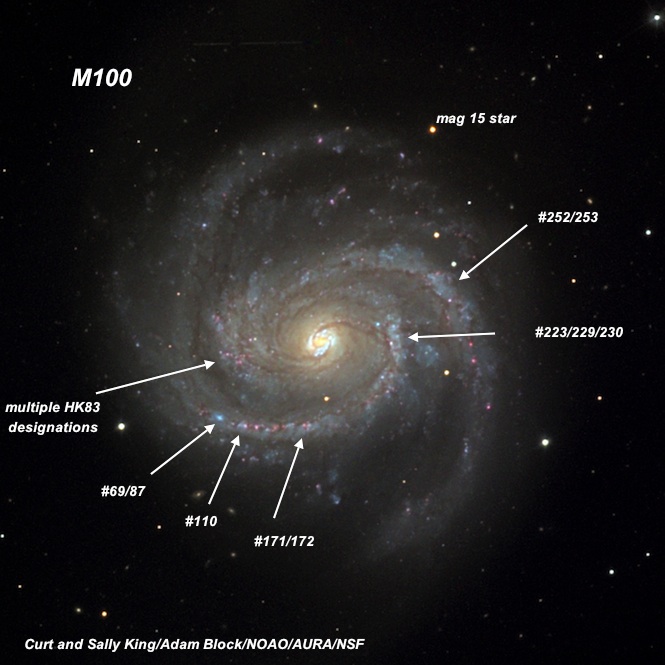 M100
mag 15 star
#252/253
#223/229/230
multiple HK83
designations
#69/87
#110
#171/172
Curt and Sally King/Adam Block/NOAO/AURA/NSF